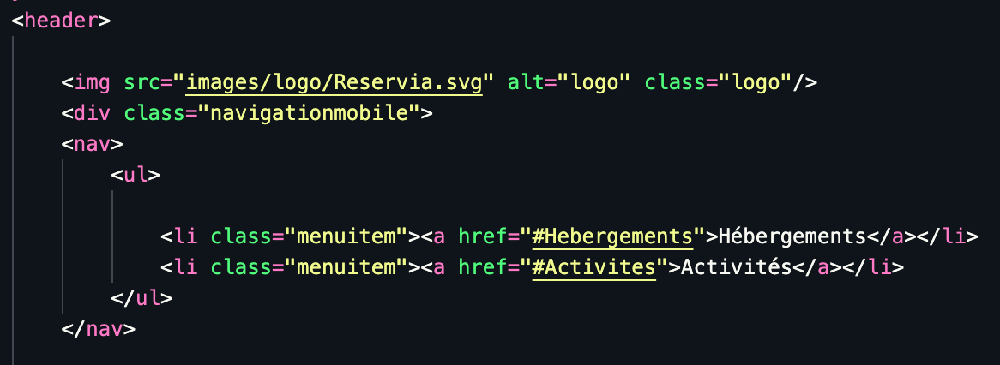 <header>
<img src="images/logo/Reservia.svg" alt="logo" class="logo"/>
<div class="navigationmobile">
<nav>
<ul>
<li class="menuitem"><a href="#Hebergements">Hébergements</a></li>
<li class="menuitem"><a href="#Activites">Activités</a></li>
</ul>
</nav>